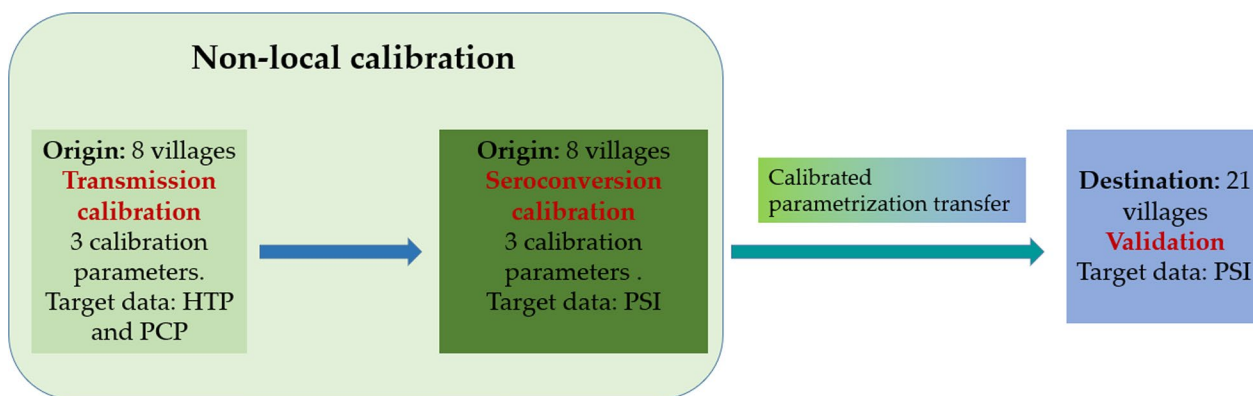 Non-local calibration
Origin: 8 villages
Transmission
calibration
3 calibration
parameters.
Target data: HTP
and PCP
Origin: 8 villages
Seroconversion
calibration
3 calibration
parameters .
Target data: PSI
Calibrated
parametrization transfer
Destination: 21
villages
Validation
Target data: PSI